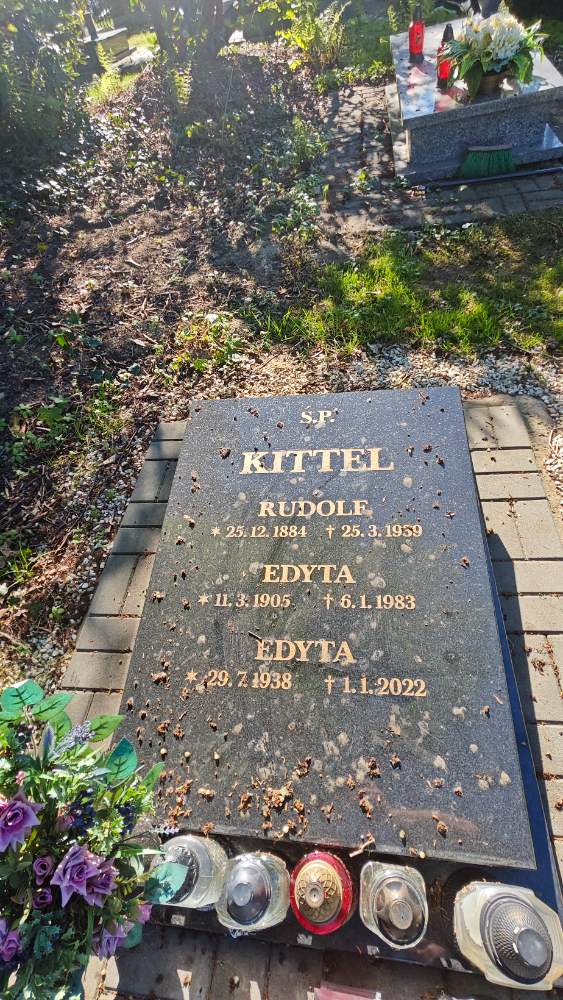 Ś.P.
KITTEL
RUDOLF
* 25.12.1884 † 25.3.1959
EDYTA
* 11.3.1905 † 6.1.1983
EDYTA
* 29.7.1938 † 1.1.2022